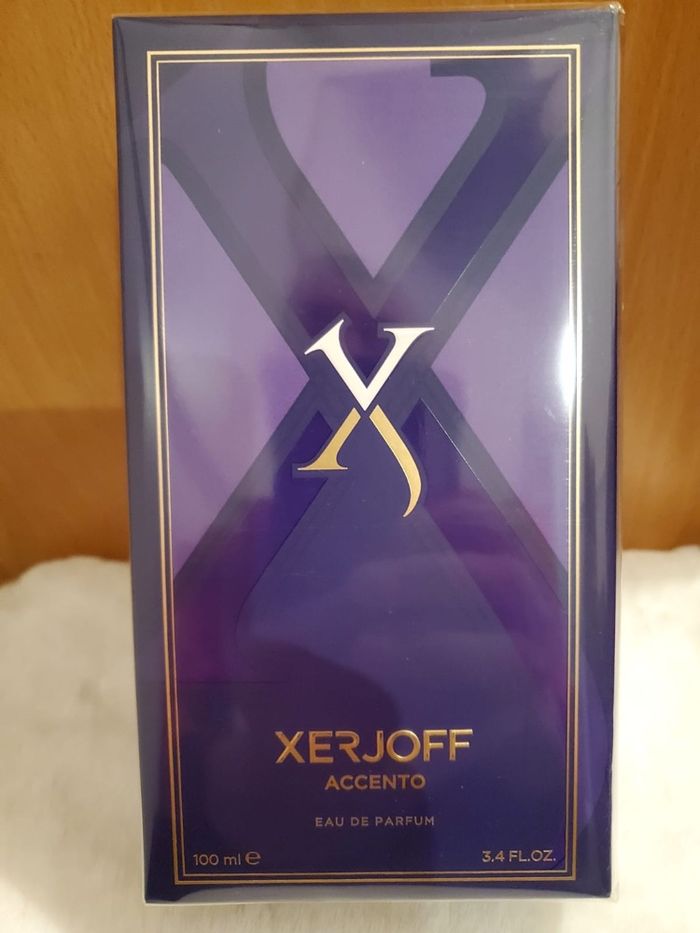 X
XERJOFF
ACCENTO
EAU DE PARFUM
100 ml ℮
3.4 FL.OZ.